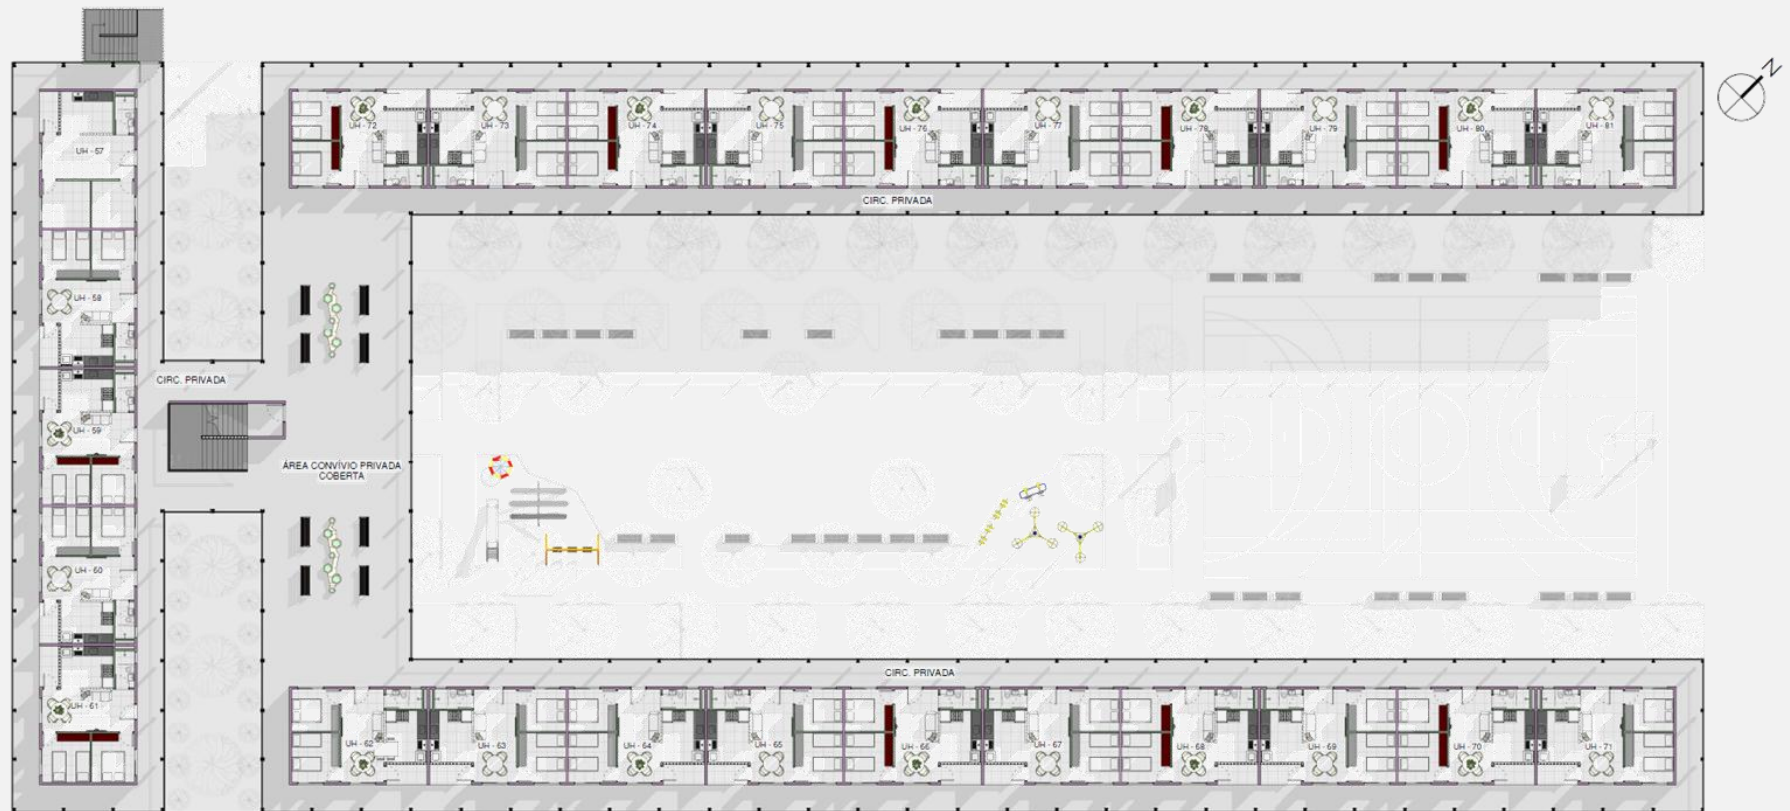 N
UH - 72
UH - 73
UH - 74
UH - 75
UH - 76
UH - 77
UH - 78
UH - 79
UH - 80
UH - 81
UH - 57
CIRC. PRIVADA
UH - 58
CIRC. PRIVADA
UH - 59
ÁREA CONVÍVIO PRIVADA
COBERTA
UH - 60
CIRC. PRIVADA
UH - 61
UH - 62
UH - 63
UH - 64
UH - 65
UH - 66
UH - 67
UH - 68
UH - 69
UH - 70
UH - 71